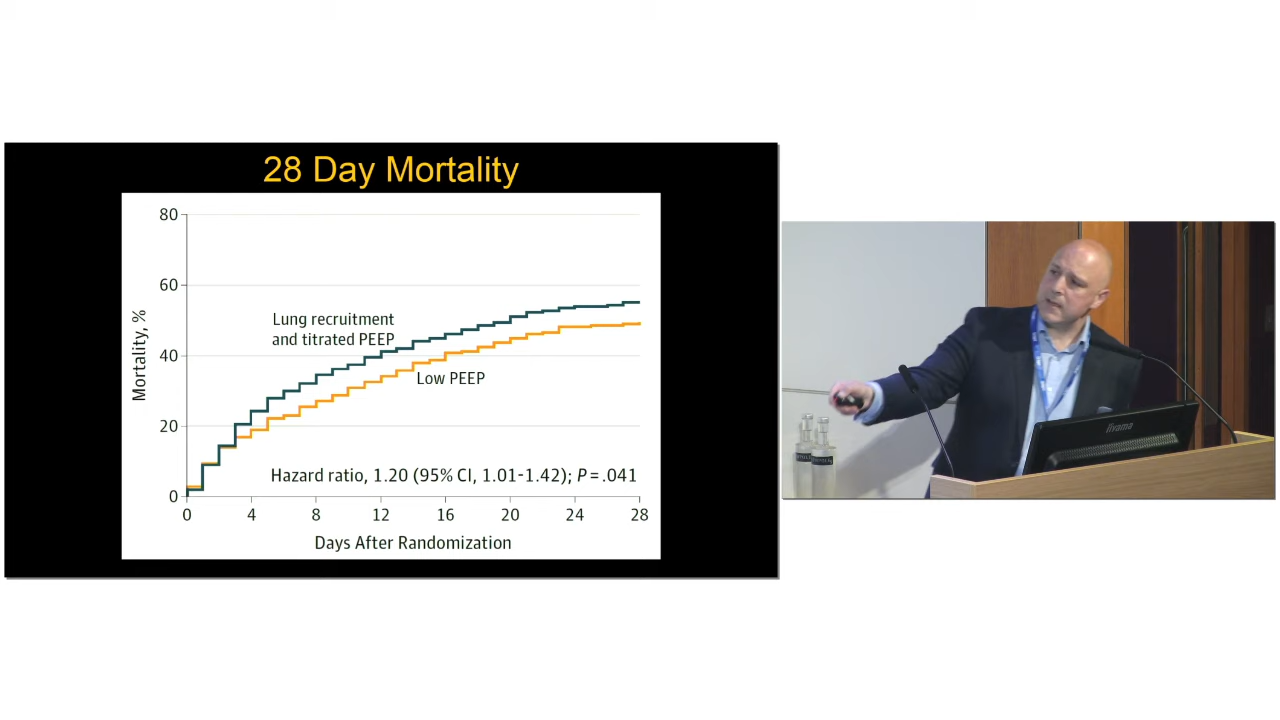 28 Day Mortality
80
60
40
20
0
Mortality, %
Lung recruitment
and titrated PEEP
Low PEEP
Hazard ratio, 1.20 (95% CI, 1.01-1.42); P = .041
0 4 8 12 16 20 24 28
Days After Randomization
iiyama